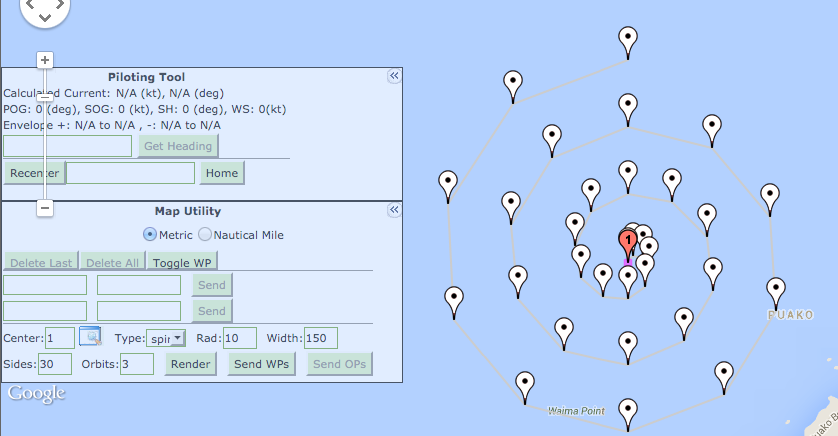 Piloting Tool
Calculated Current: N/A (kt), N/A (deg)
POG: 0 (deg), SOG: 0 (kt), SH: 0 (deg), WS: 0(kt)
Envelope +: N/A to N/A , -: N/A to N/A
Get Heading
Recenter Home
Map Utility
Metric Nautical Mile
Delete Last Delete All Toggle WP
Send
Send
Center: 1 Type: Rad: 10 Width: 150
Sides: 30 Orbits: 3 Render Send WPs Send OPs
Google
1
PUAKO
Waima Point